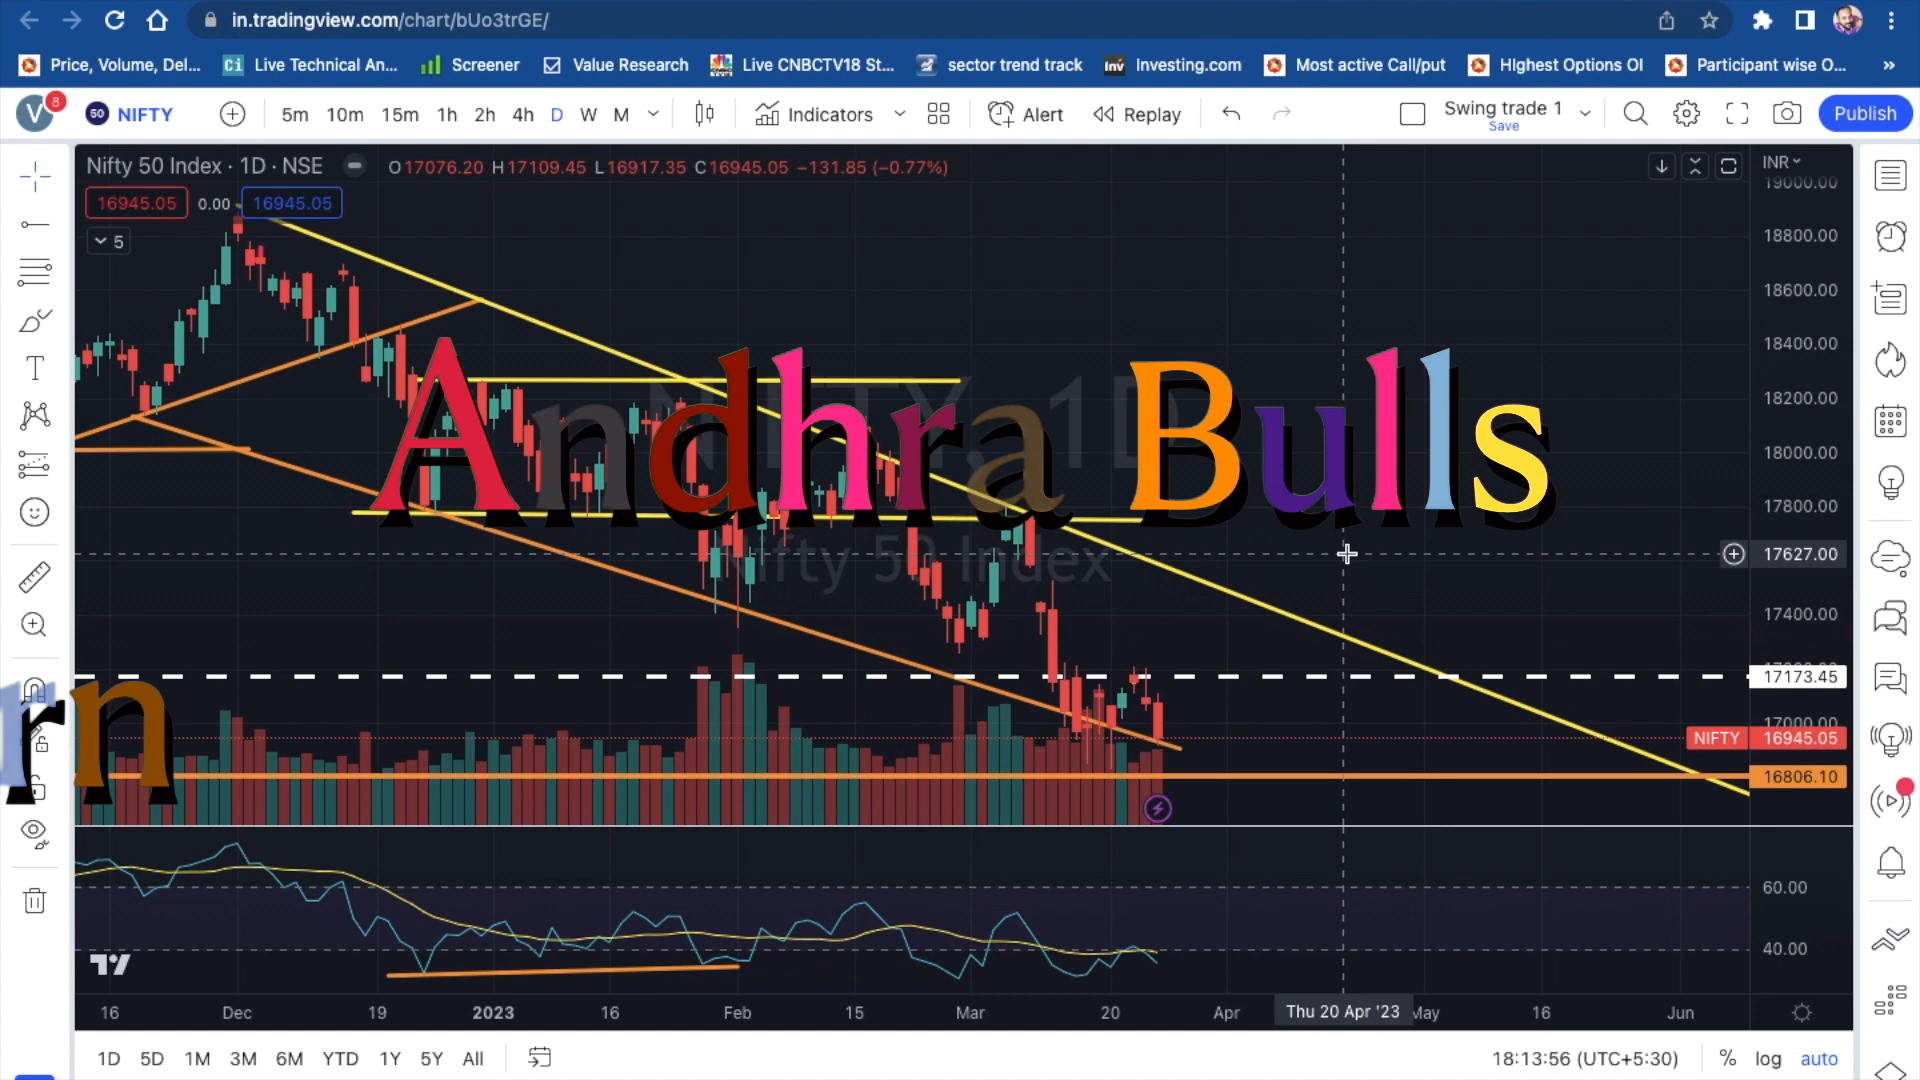 in.tradingview.com/chart/bUo3trGE/
Price, Volume, Del... Ci Live Technical An... Screener Value Research Live CNBCTV18 St... sector trend track Inv Investing.com Most active Call/put HIghest Options OI Participant wise O... »
V 8 50 NIFTY 5m 10m 15m 1h 2h 4h D W M Indicators Alert Replay Swing trade 1 Save Publish
Nifty 50 Index · 1D · NSE O17076.20 H17109.45 L16917.35 C16945.05 −131.85 (−0.77%) INR
16945.05 0.00 16945.05
5
19000.00
18800.00
18600.00
18400.00
18200.00
18000.00
17800.00
17627.00
17400.00
17173.45
17000.00
NIFTY 16945.05
16806.10
NIFTY, 1D
Nifty 50 Index
Andhra Bulls
rn
60.00
40.00
16 Dec 19 2023 16 Feb 15 Mar 20 Apr Thu 20 Apr '23 May 16 Jun
1D 5D 1M 3M 6M YTD 1Y 5Y All 18:13:56 (UTC+5:30) % log auto